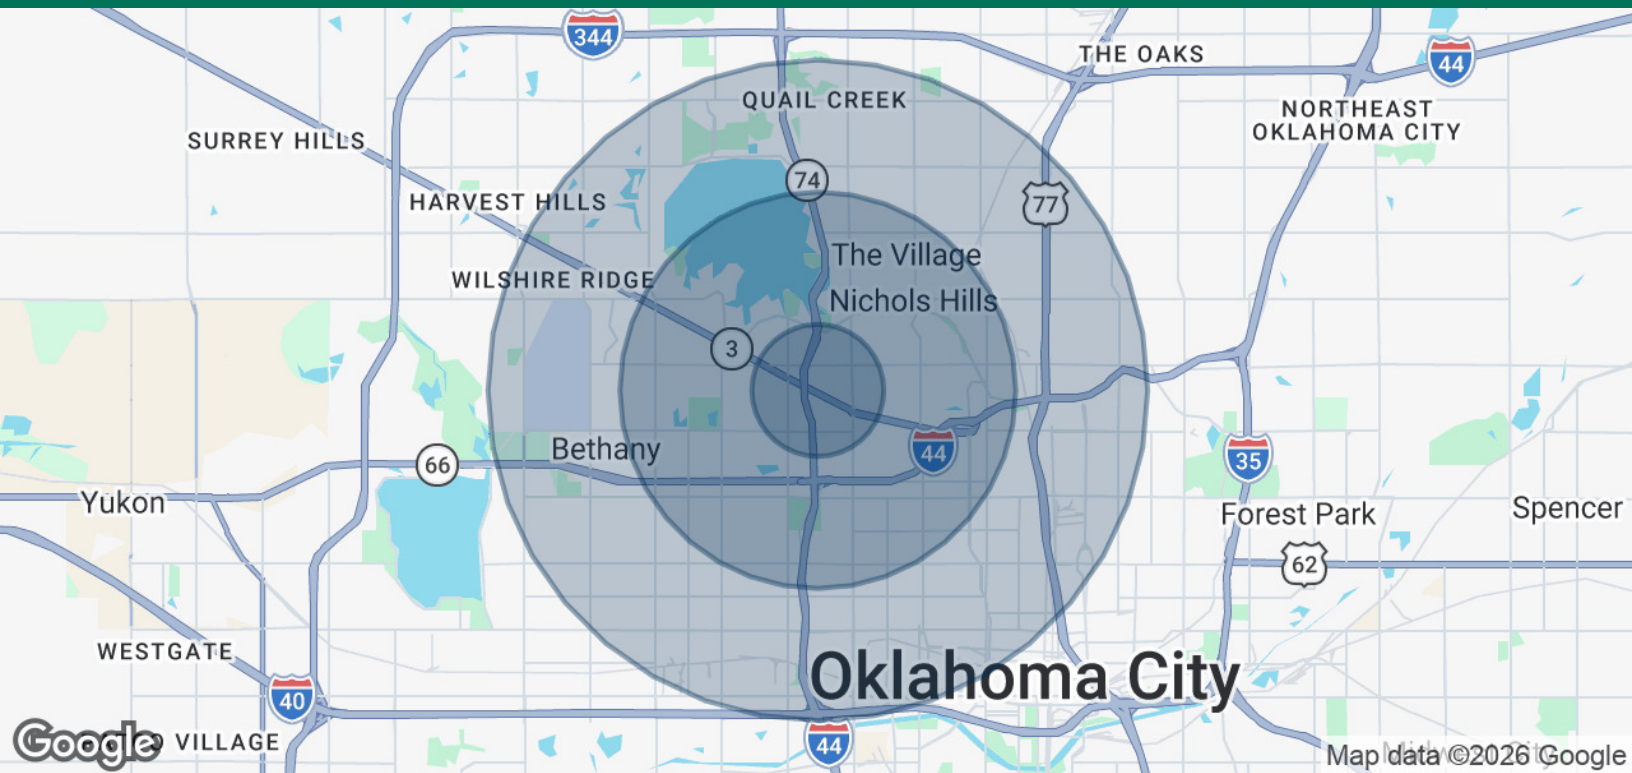 344
THE OAKS
44
QUAIL CREEK
NORTHEAST
OKLAHOMA CITY
SURREY HILLS
74
HARVEST HILLS
77
The Village
WILSHIRE RIDGE
Nichols Hills
3
Bethany
44
66
35
Yukon
Forest Park
Spencer
62
WESTGATE
Oklahoma City
40
VILLAGE
44
Google
Map data ©2026 Google